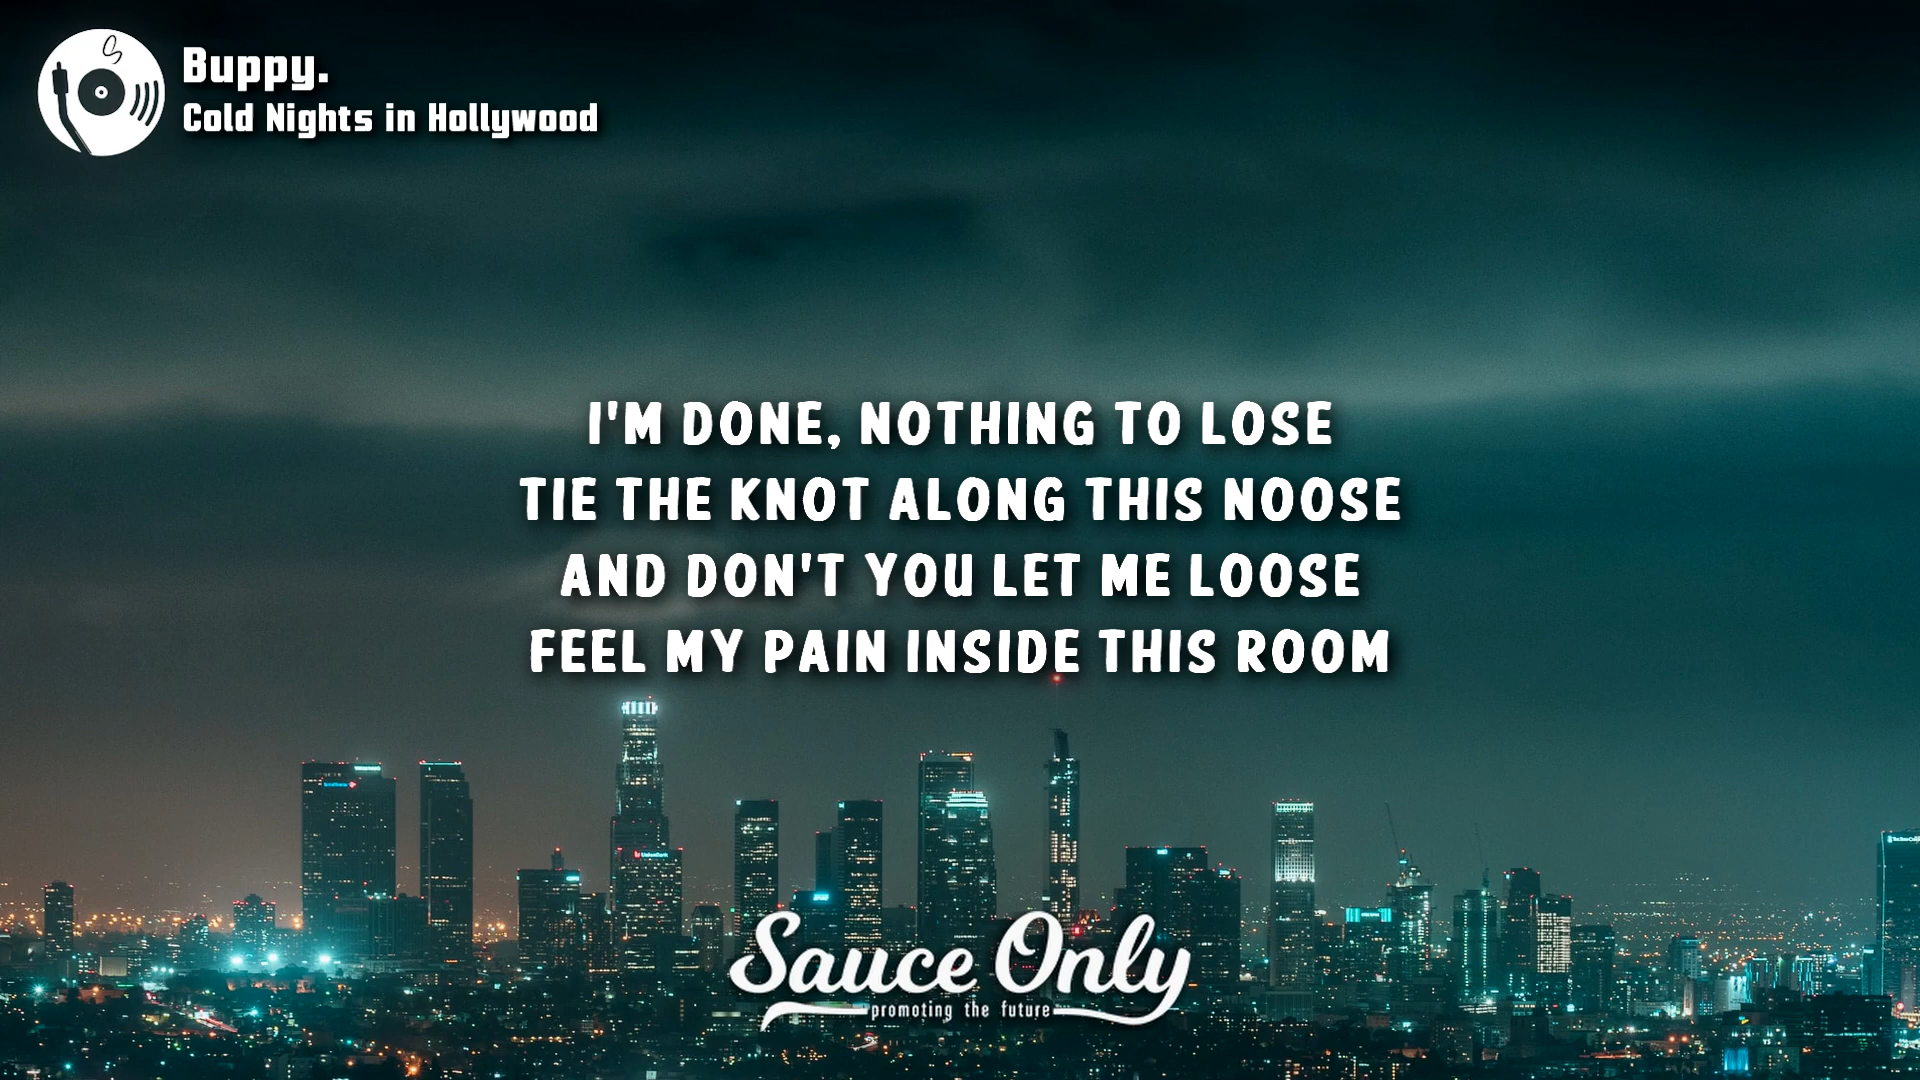 Buppy.
Cold Nights in Hollywood
I'M DONE, NOTHING TO LOSE
TIE THE KNOT ALONG THIS NOOSE
AND DON'T YOU LET ME LOOSE
FEEL MY PAIN INSIDE THIS ROOM
Sauce Only
promoting the future